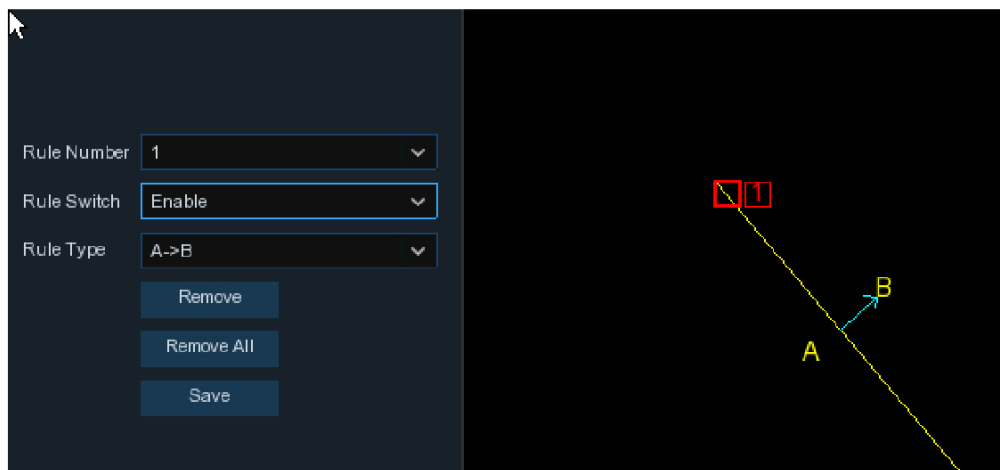 Rule Number 1
Rule Switch Enable
Rule Type A->B
Remove
Remove All
Save
1
B
A